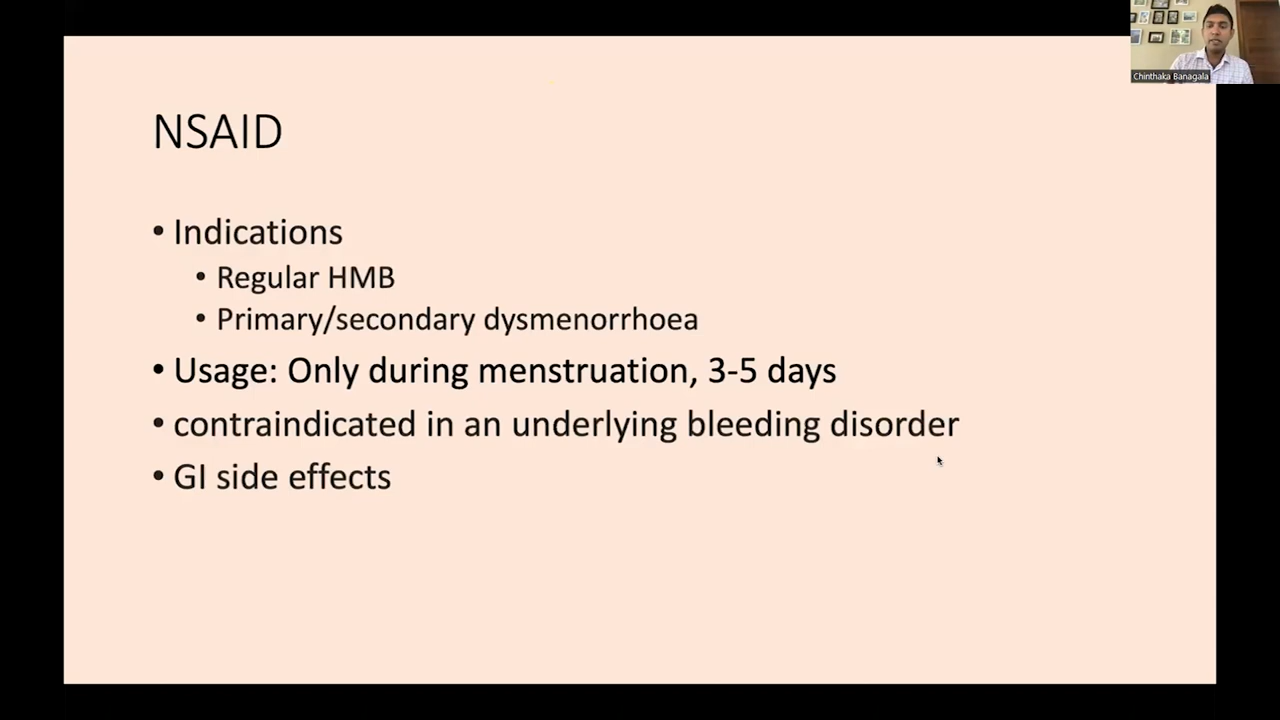 Chinthaka Banagala
NSAID
• Indications
• Regular HMB
• Primary/secondary dysmenorrhoea
• Usage: Only during menstruation, 3-5 days
• contraindicated in an underlying bleeding disorder
• GI side effects